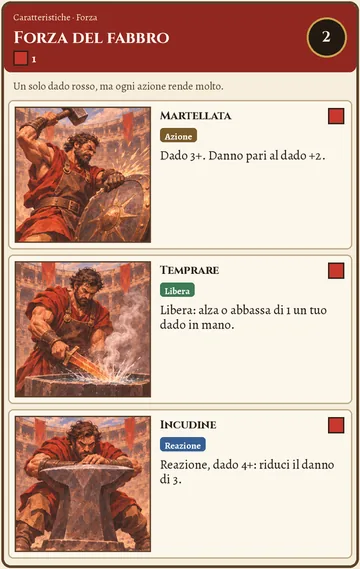 Caratteristiche · Forza
Forza del fabbro
2
1
Un solo dado rosso, ma ogni azione rende molto.
Martellata
Azione
Dado 3+. Danno pari al dado +2.
Temprare
Libera
Libera: alza o abbassa di 1 un tuo
dado in mano.
Incudine
Reazione
Reazione, dado 4+: riduci il danno
di 3.